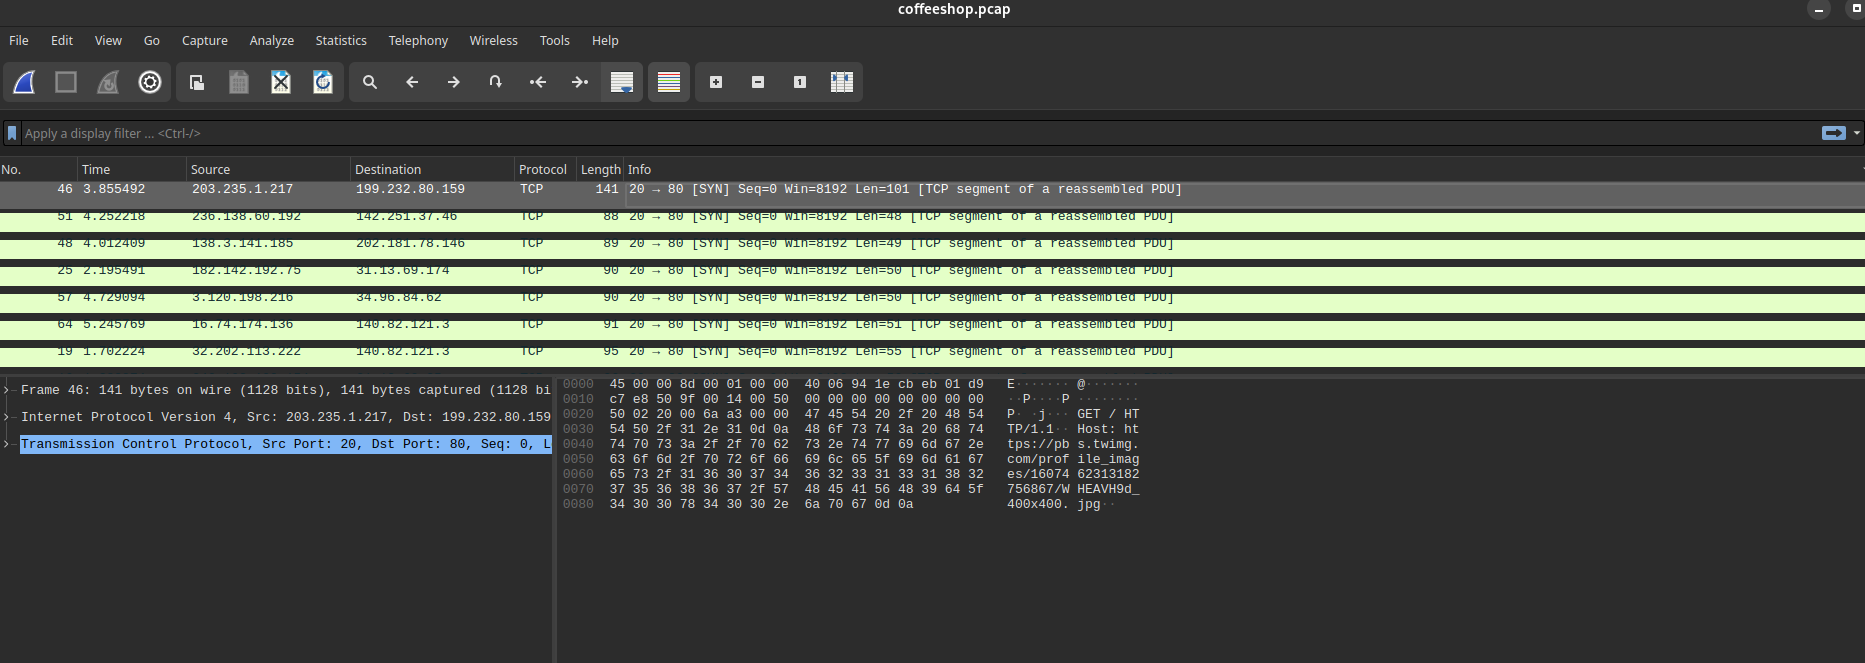 coffeeshop.pcap
File Edit View Go Capture Analyze Statistics Telephony Wireless Tools Help
Apply a display filter ... <Ctrl-/>
No. Time Source Destination Protocol Length Info
46 3.855492 203.235.1.217 199.232.80.159 TCP 141 20 → 80 [SYN] Seq=0 Win=8192 Len=101 [TCP segment of a reassembled PDU]
51 4.252218 236.138.60.192 142.251.37.46 TCP 88 20 → 80 [SYN] Seq=0 Win=8192 Len=48 [TCP segment of a reassembled PDU]
48 4.012409 138.3.141.185 202.181.78.146 TCP 89 20 → 80 [SYN] Seq=0 Win=8192 Len=49 [TCP segment of a reassembled PDU]
25 2.195491 182.142.192.75 31.13.69.174 TCP 90 20 → 80 [SYN] Seq=0 Win=8192 Len=50 [TCP segment of a reassembled PDU]
57 4.729094 3.120.198.216 34.96.84.62 TCP 90 20 → 80 [SYN] Seq=0 Win=8192 Len=50 [TCP segment of a reassembled PDU]
64 5.245769 16.74.174.136 140.82.121.3 TCP 91 20 → 80 [SYN] Seq=0 Win=8192 Len=51 [TCP segment of a reassembled PDU]
19 1.702224 32.202.113.222 140.82.121.3 TCP 95 20 → 80 [SYN] Seq=0 Win=8192 Len=55 [TCP segment of a reassembled PDU]
Frame 46: 141 bytes on wire (1128 bits), 141 bytes captured (1128 bi
Internet Protocol Version 4, Src: 203.235.1.217, Dst: 199.232.80.159
Transmission Control Protocol, Src Port: 20, Dst Port: 80, Seq: 0, L
0000 45 00 00 8d 00 01 00 00 40 06 94 1e cb eb 01 d9 E······· @·······
0010 c7 e8 50 9f 00 14 00 50 00 00 00 00 00 00 00 00 ··P····P ········
0020 50 02 20 00 6a a3 00 00 47 45 54 20 2f 20 48 54 P· ·j··· GET / HT
0030 54 50 2f 31 2e 31 0d 0a 48 6f 73 74 3a 20 68 74 TP/1.1·· Host: ht
0040 74 70 73 3a 2f 2f 70 62 73 2e 74 77 69 6d 67 2e tps://pb s.twimg.
0050 63 6f 6d 2f 70 72 6f 66 69 6c 65 5f 69 6d 61 67 com/prof ile_imag
0060 65 73 2f 31 36 30 37 34 36 32 33 31 33 31 38 32 es/16074 62313182
0070 37 35 36 38 36 37 2f 57 48 45 41 56 48 39 64 5f 756867/W HEAVH9d_
0080 34 30 30 78 34 30 30 2e 6a 70 67 0d 0a 400x400. jpg··